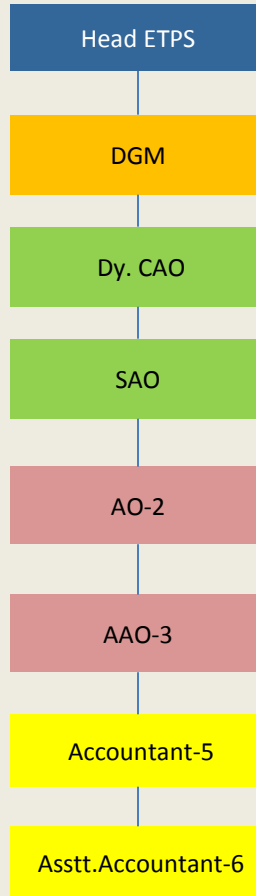 Head ETPS
DGM
Dy. CAO
SAO
AO-2
AAO-3
Accountant-5
Asstt.Accountant-6